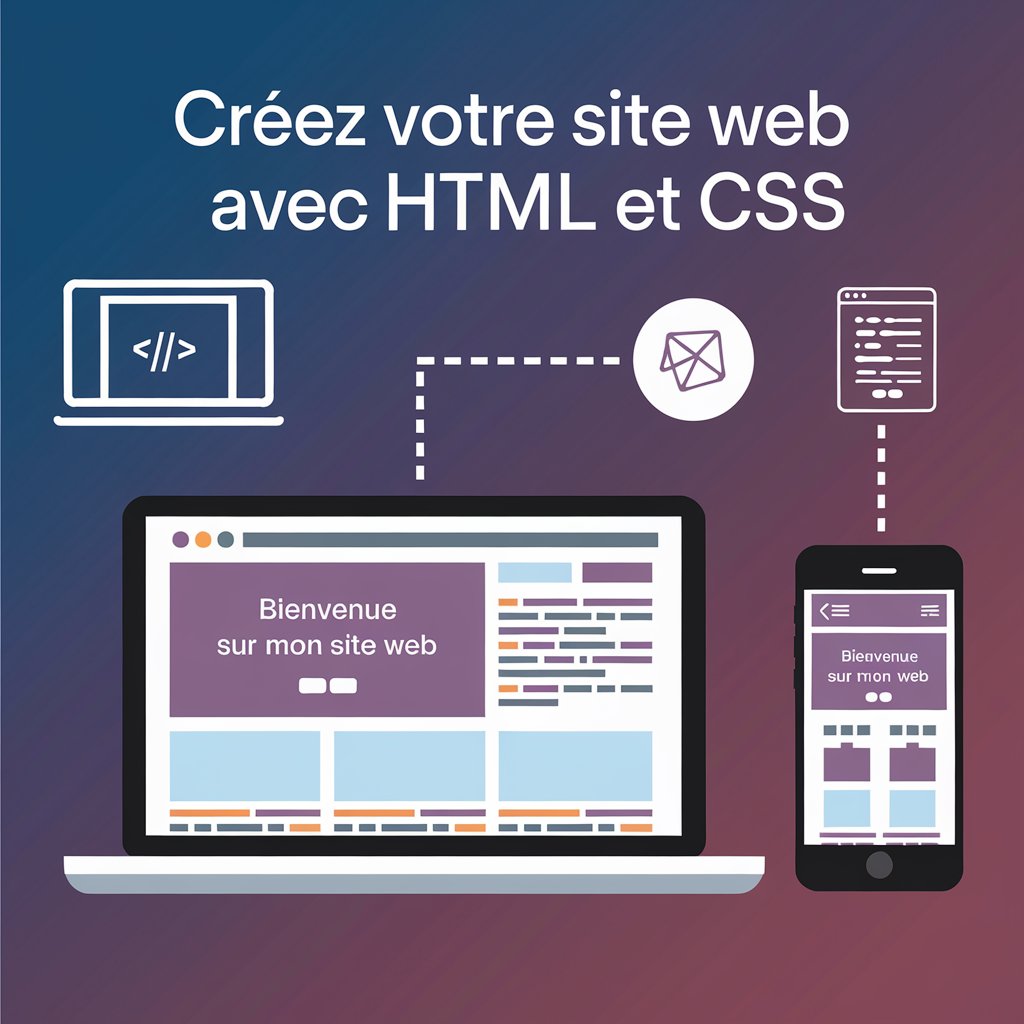 Créez votre site web
avec HTML et CSS
<//>
Bienvenue
sur mon site web
Bienvenue
sur mon web